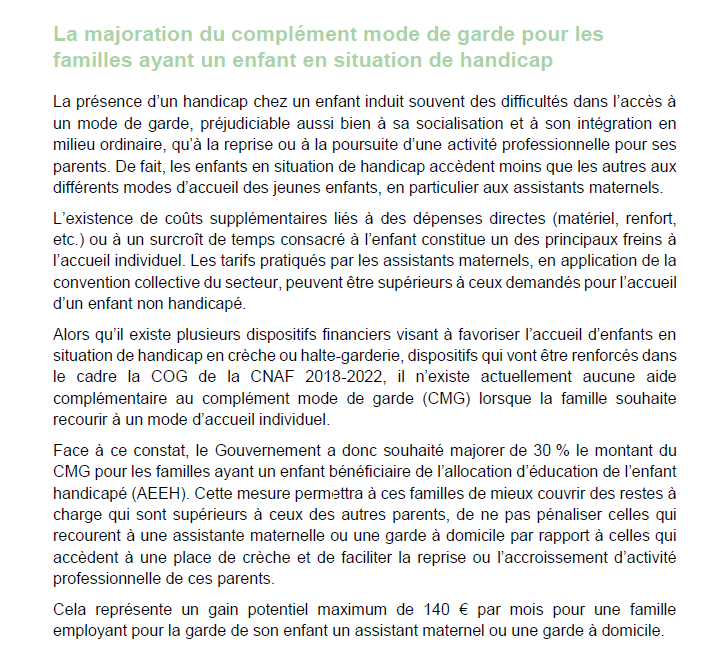 La majoration du complément mode de garde pour les
familles ayant un enfant en situation de handicap
La présence d’un handicap chez un enfant induit souvent des difficultés dans l’accès à
un mode de garde, préjudiciable aussi bien à sa socialisation et à son intégration en
milieu ordinaire, qu’à la reprise ou à la poursuite d’une activité professionnelle pour ses
parents. De fait, les enfants en situation de handicap accèdent moins que les autres aux
différents modes d’accueil des jeunes enfants, en particulier aux assistants maternels.
L’existence de coûts supplémentaires liés à des dépenses directes (matériel, renfort,
etc.) ou à un surcroît de temps consacré à l’enfant constitue un des principaux freins à
l’accueil individuel. Les tarifs pratiqués par les assistants maternels, en application de la
convention collective du secteur, peuvent être supérieurs à ceux demandés pour l’accueil
d’un enfant non handicapé.
Alors qu’il existe plusieurs dispositifs financiers visant à favoriser l’accueil d’enfants en
situation de handicap en crèche ou halte-garderie, dispositifs qui vont être renforcés dans
le cadre la COG de la CNAF 2018-2022, il n’existe actuellement aucune aide
complémentaire au complément mode de garde (CMG) lorsque la famille souhaite
recourir à un mode d’accueil individuel.
Face à ce constat, le Gouvernement a donc souhaité majorer de 30 % le montant du
CMG pour les familles ayant un enfant bénéficiaire de l’allocation d’éducation de l’enfant
handicapé (AEEH). Cette mesure permettra à ces familles de mieux couvrir des restes à
charge qui sont supérieurs à ceux des autres parents, de ne pas pénaliser celles qui
recourent à une assistante maternelle ou une garde à domicile par rapport à celles qui
accèdent à une place de crèche et de faciliter la reprise ou l’accroissement d’activité
professionnelle de ces parents.
Cela représente un gain potentiel maximum de 140 € par mois pour une famille
employant pour la garde de son enfant un assistant maternel ou une garde à domicile.